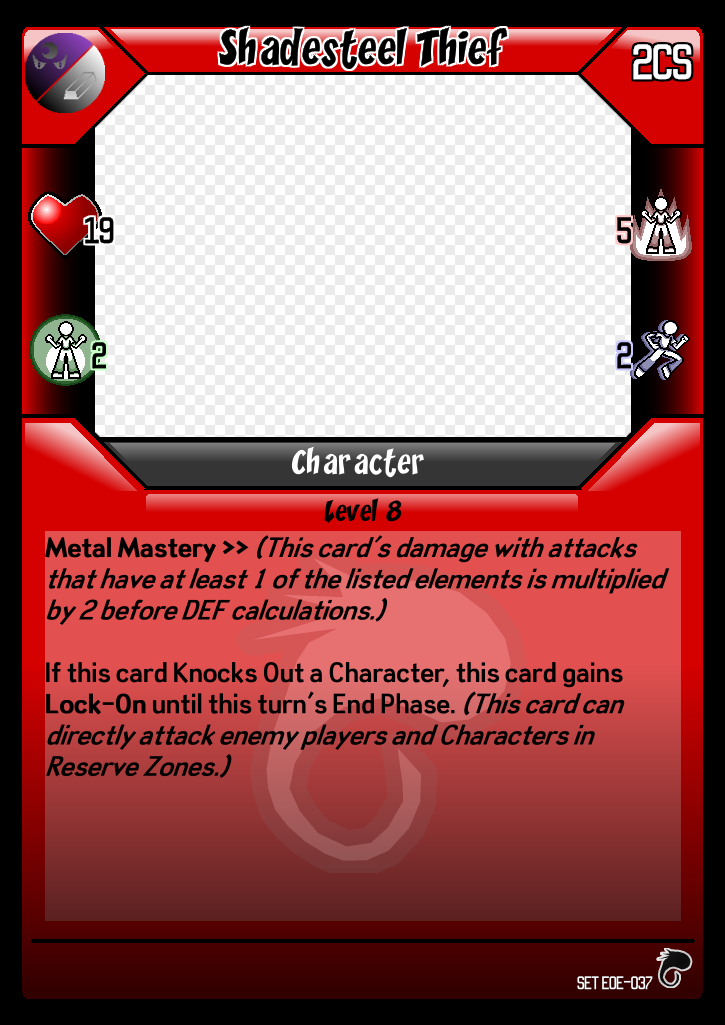 Shadesteel Thief
2CS
19
5
2
2
Character
Level 8
Metal Mastery >> (This card's damage with attacks
that have at least 1 of the listed elements is multiplied
by 2 before DEF calculations.)
If this card Knocks Out a Character, this card gains
Lock-On until this turn's End Phase. (This card can
directly attack enemy players and Characters in
Reserve Zones.)
SET EOE-037